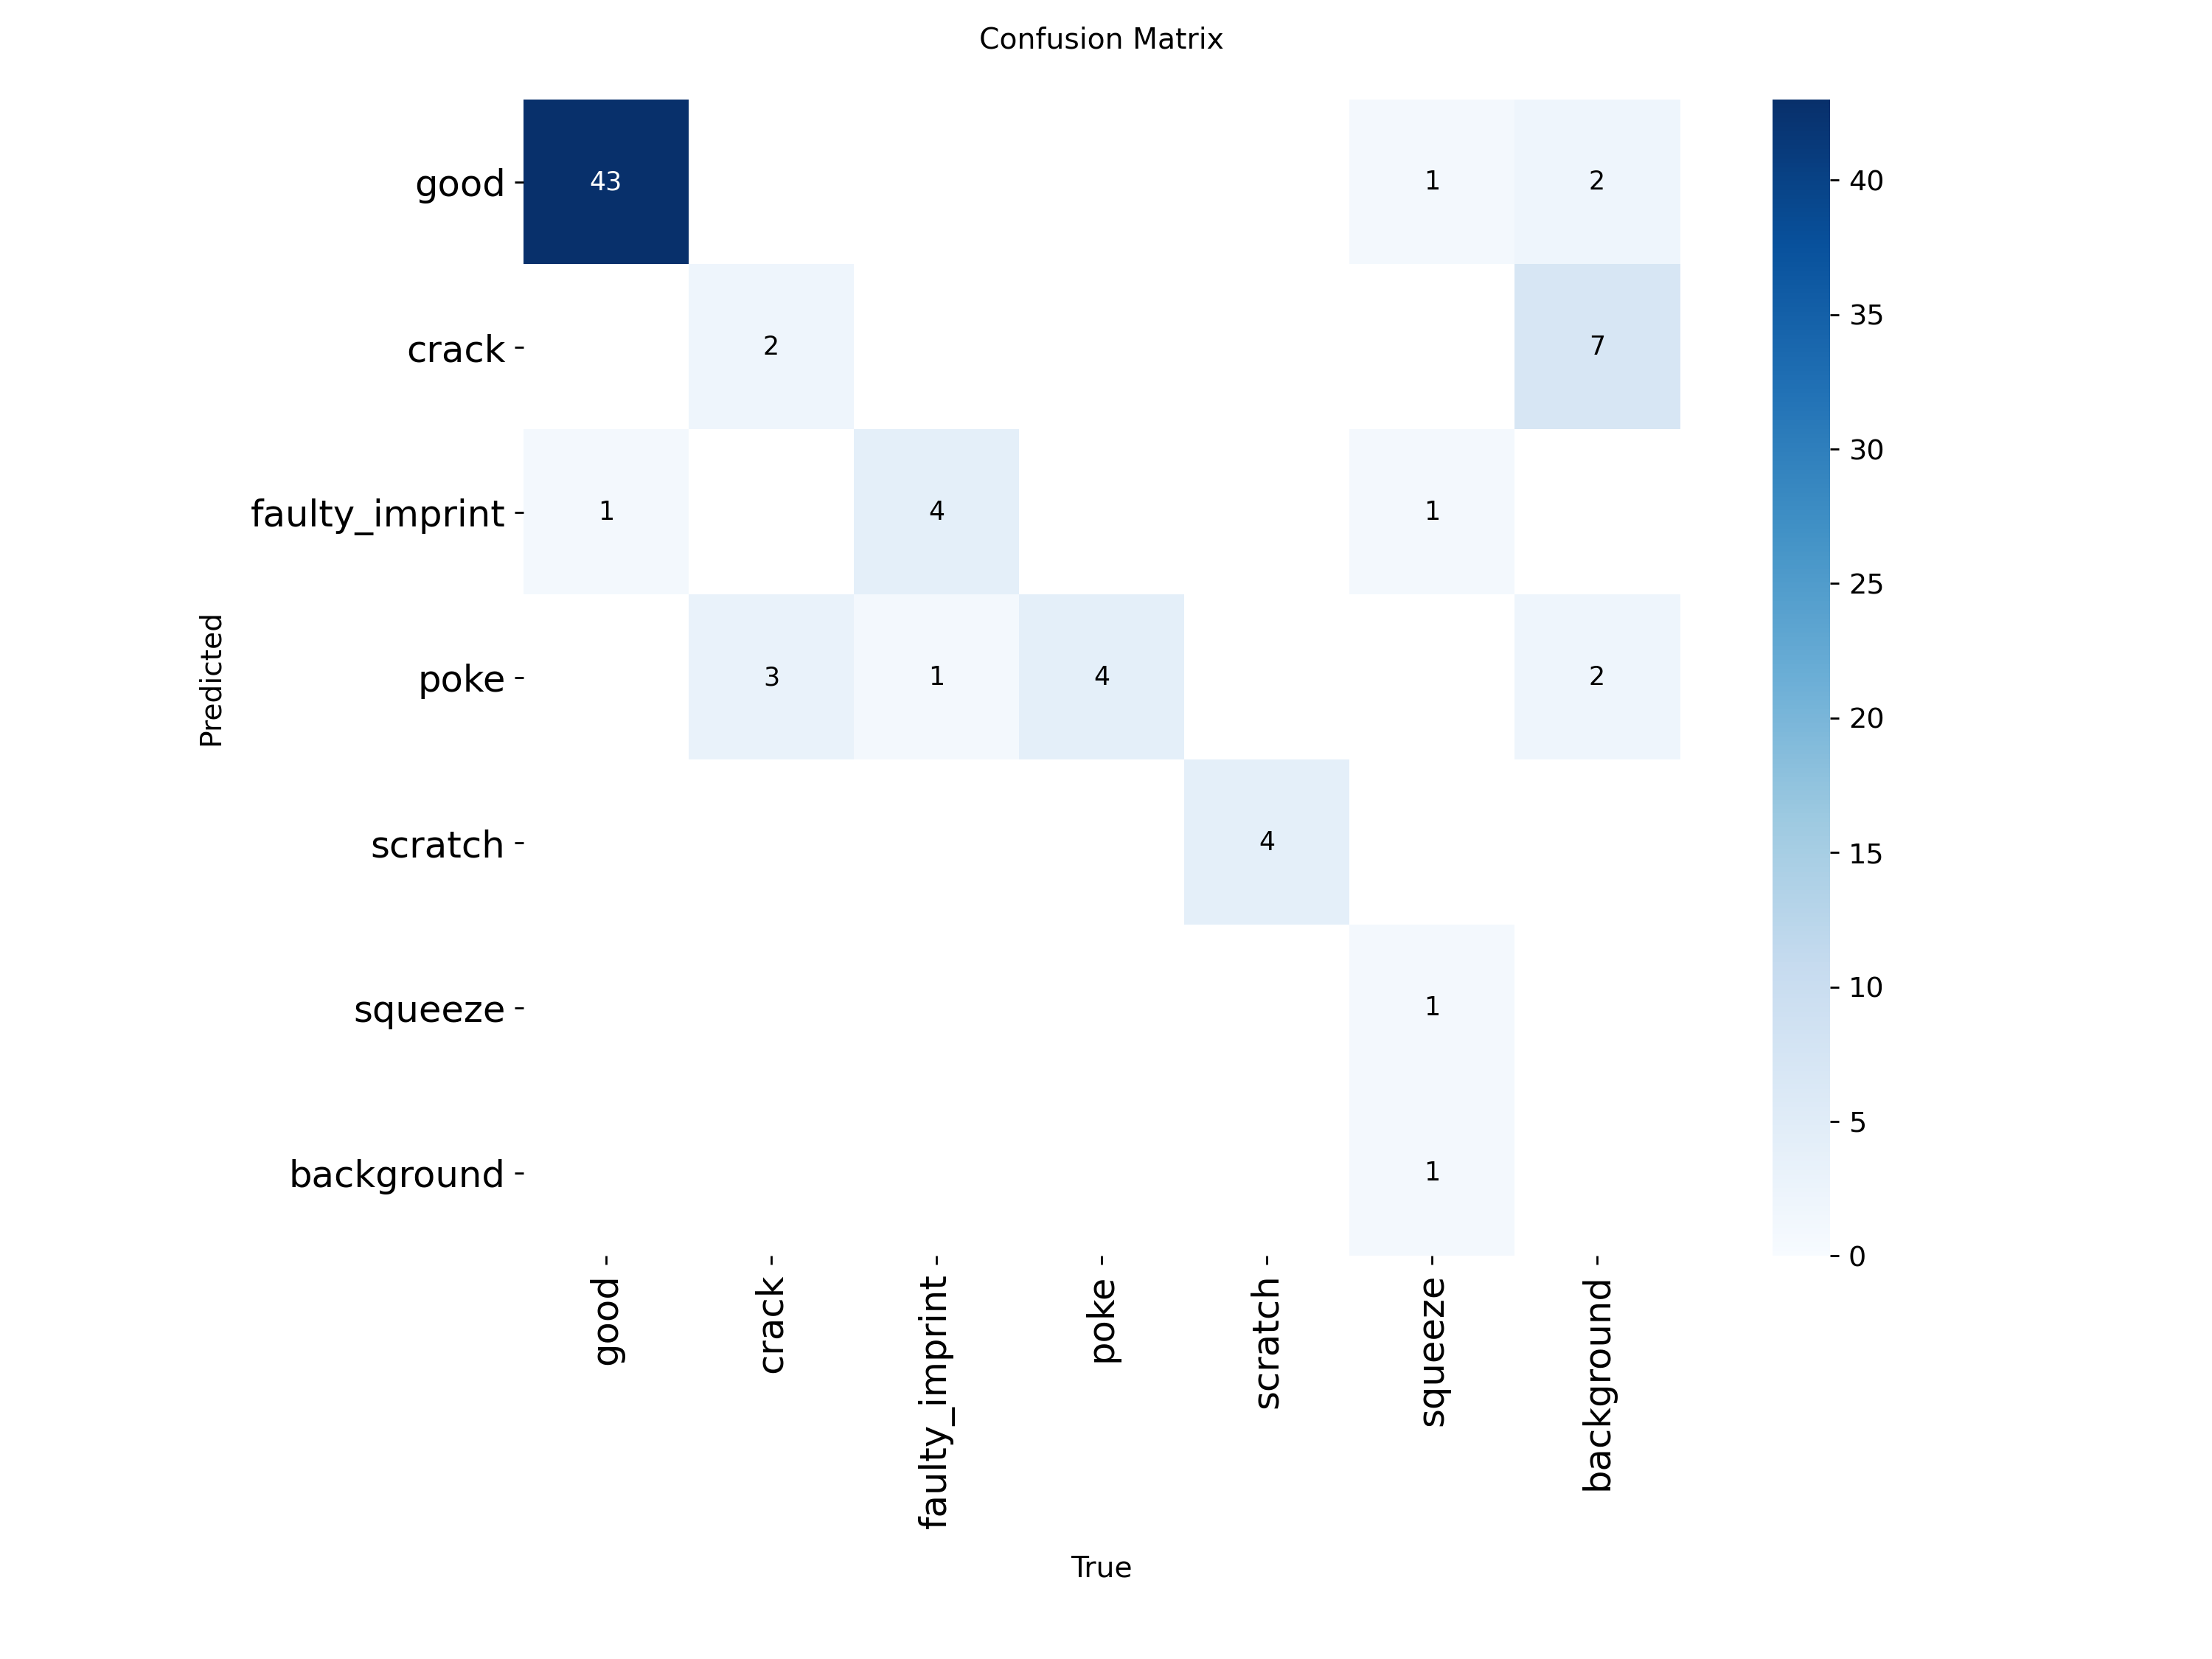 Confusion Matrix
good
43
1
2
40
crack
2
7
35
faulty_imprint
1
4
1
30
25
Predicted
poke
3
1
4
2
20
scratch
4
15
squeeze
1
10
background
1
5
0
good
crack
faulty_imprint
poke
scratch
squeeze
background
True